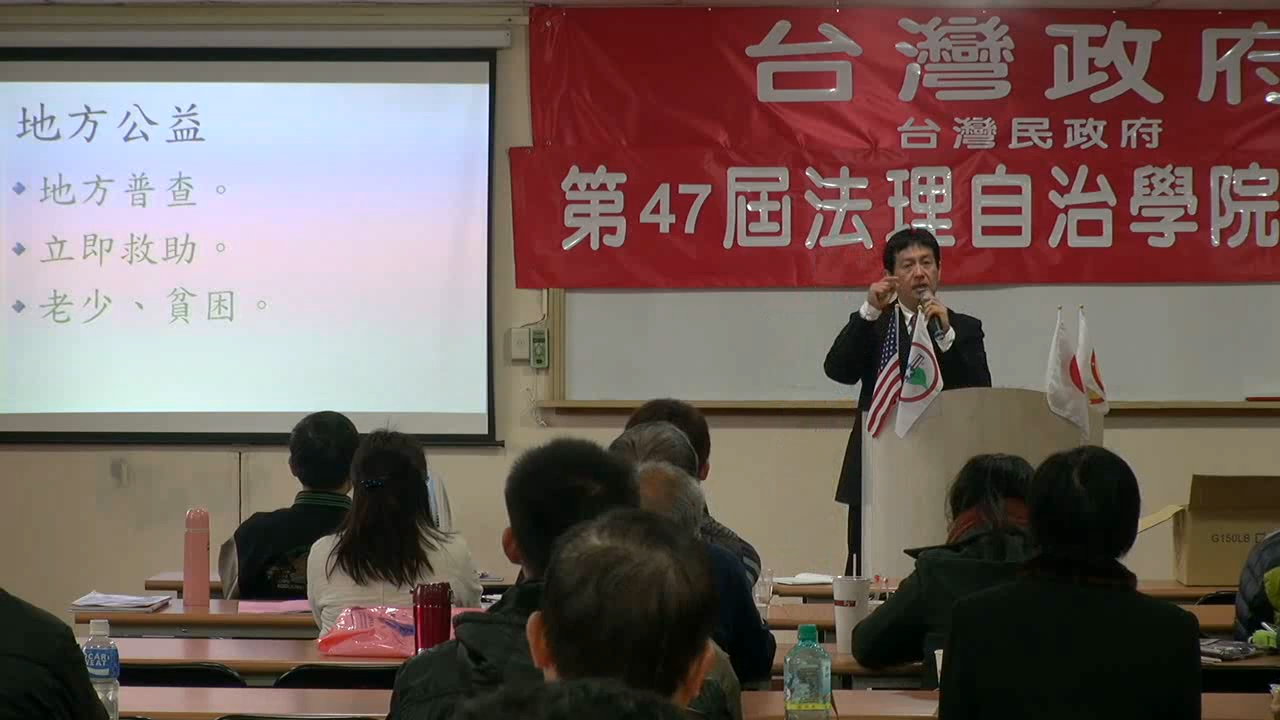 地方公益
地方普查。
立即救助。
老少、貧困。
台灣政府
台灣民政府
第47屆法理自治學院
G150LB